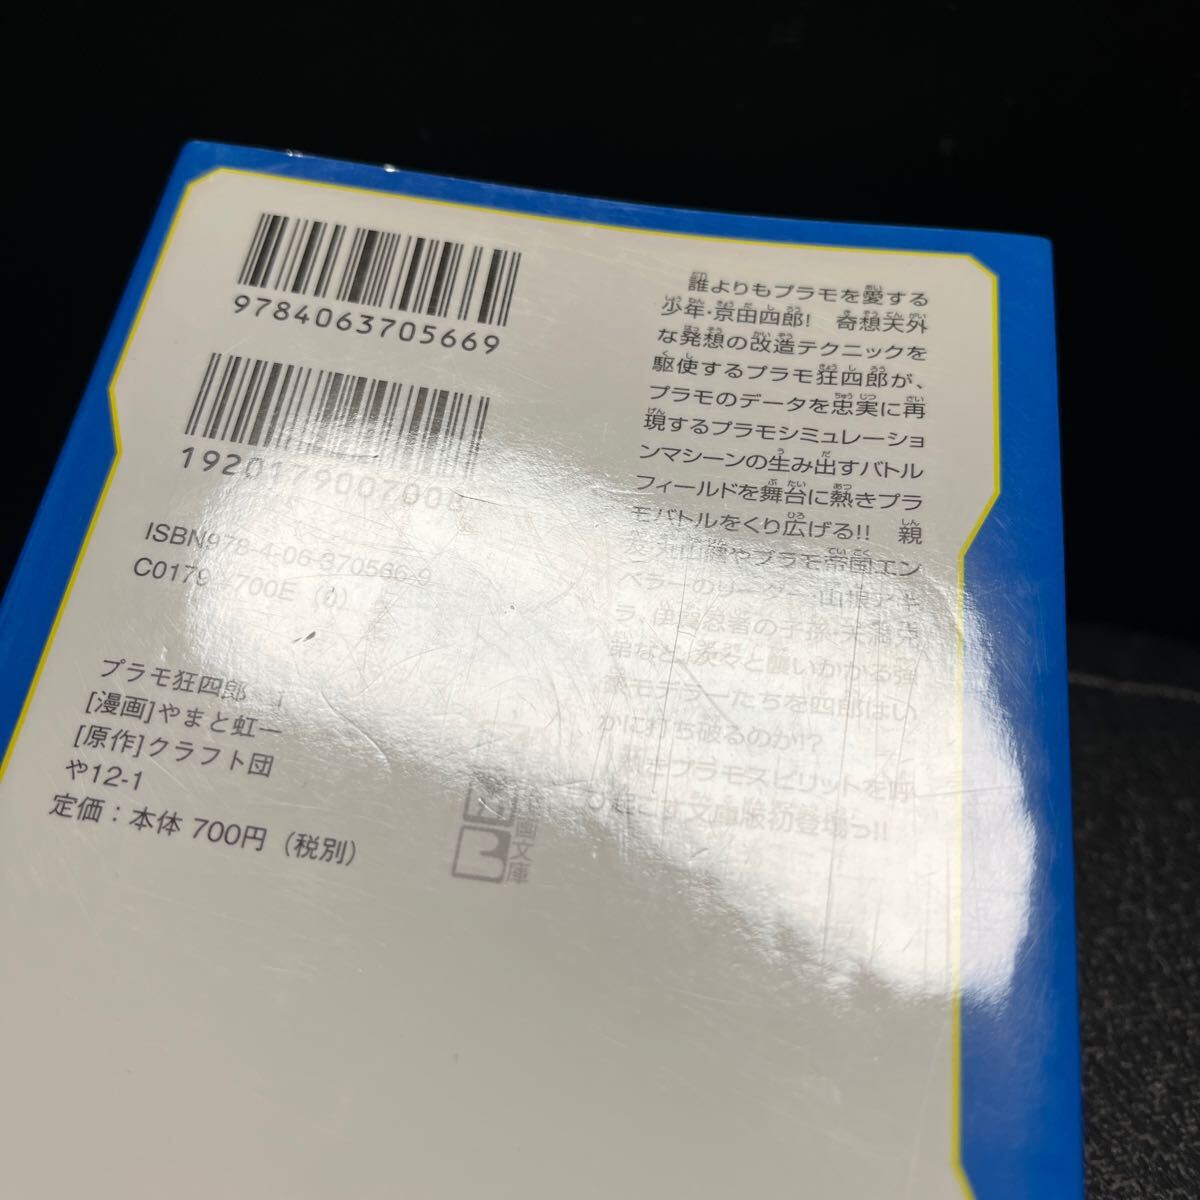 9784063705669
1920179007008
ISBN978-4-06-370566-9
C0179 ¥700E (0)
プラモ狂四郎 1
[漫画]やまと虹一
[原作]クラフト団
や12-1
定価:本体 700円(税別)
漫画文庫
誰よりもプラモを愛する
少年・京田四郎! 奇想天外
な発想の改造テクニックを
駆使するプラモ狂四郎が、
プラモのデータを忠実に再
現するプラモシミュレーショ
ンマシーンの生み出すバトル
フィールドを舞台に熱きプラ
モバトルをくり広げる!! 親
友・丸山健やプラモ帝国エン
ペラーのリーダー・山根アキ
ラ、伊賀忍者の子孫・天満兄
弟など、次々と襲いかかる強
豪モデラーたちを四郎はい
かに打ち破るのか!?
熱きプラモスピリットを呼
び起こす文庫版初登場っ!!